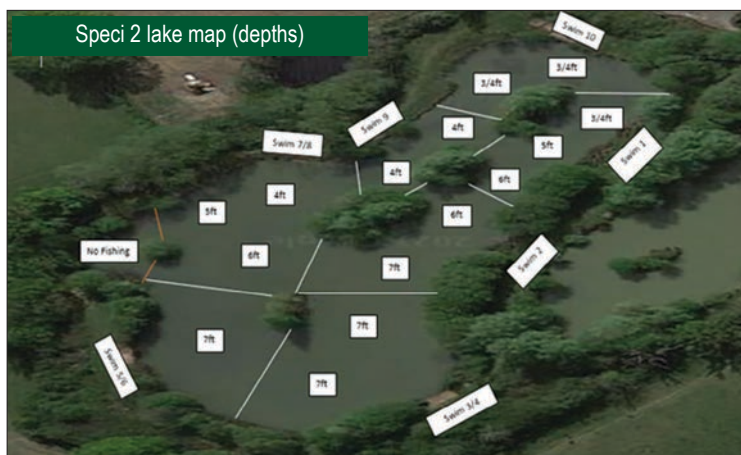 Speci 2 lake map (depths)
Swim 10
3/4ft
3/4ft
3/4ft
Swim 9
4ft
Swim 1
Swim 7/8
5ft
4ft
6ft
4ft
5ft
6ft
No Fishing
6ft
Swim 2
7ft
7ft
7ft
Swim 5/6
7ft
Swim 3/4